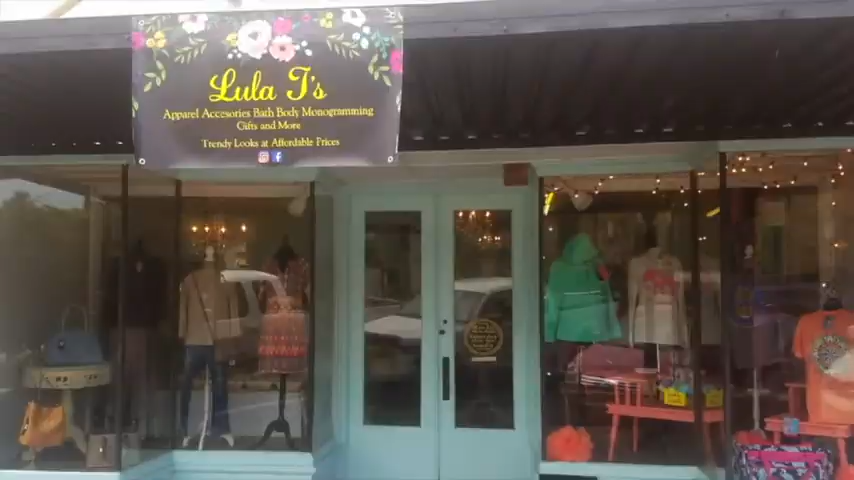 Lula J's
Apparel Accesories Bath Body Monogramming
Gifts and More
Trendy Looks at Affordable Prices